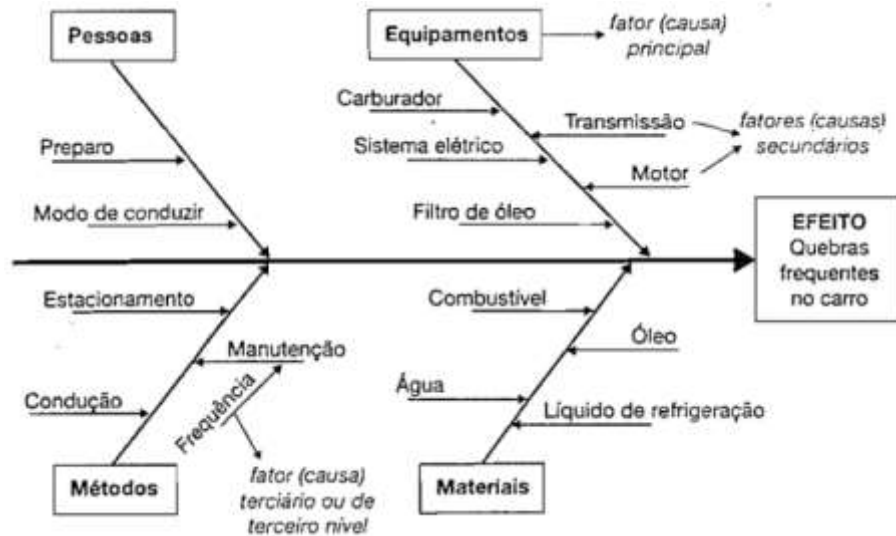 Pessoas
Equipamentos
fator (causa)
principal
Carburador
Transmissão
fatores (causas)
secundários
Sistema elétrico
Preparo
Motor
Modo de conduzir
Filtro de óleo
EFEITO
Quebras
frequentes
no carro
Estacionamento
Combustível
Manutenção
Óleo
Frequência
Condução
Água
Líquido de refrigeração
Métodos
fator (causa)
terciário ou de
terceiro nível
Materiais